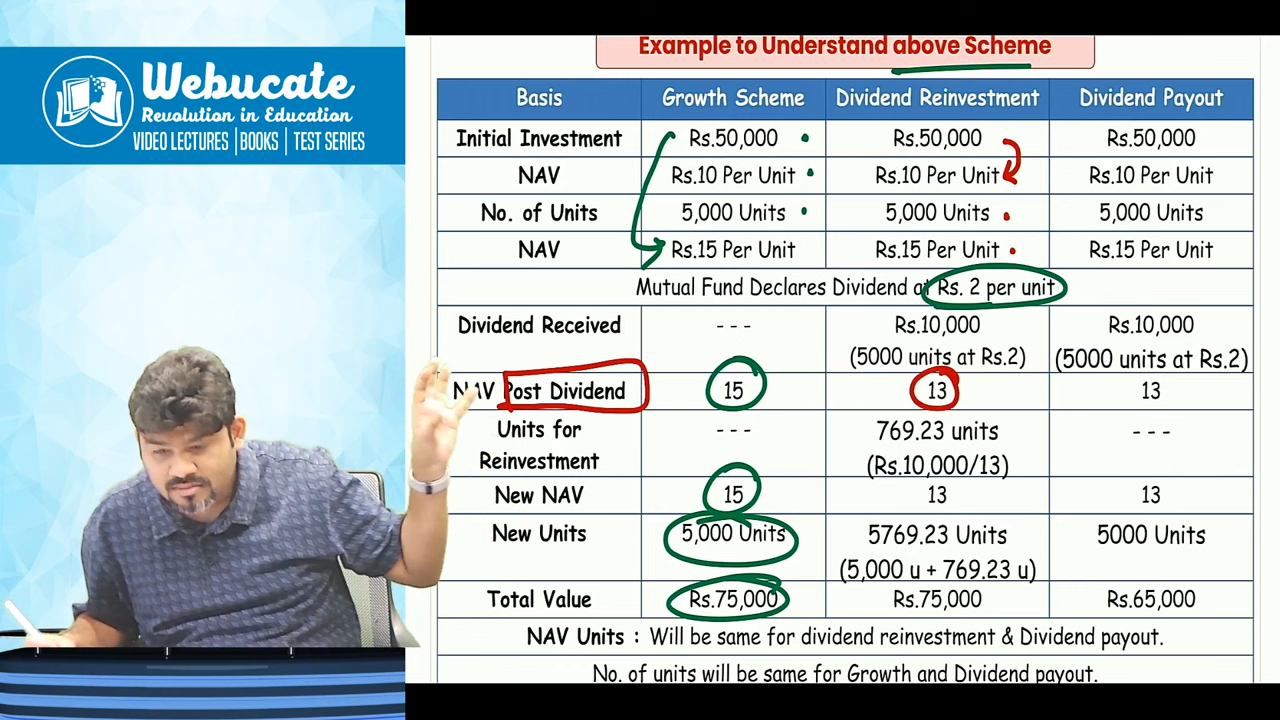 Webucate
Revolution in Education
VIDEO LECTURES | BOOKS | TEST SERIES
Example to Understand above Scheme
Basis Growth Scheme Dividend Reinvestment Dividend Payout
Initial Investment Rs.50,000 Rs.50,000 Rs.50,000
NAV Rs.10 Per Unit Rs.10 Per Unit Rs.10 Per Unit
No. of Units 5,000 Units 5,000 Units 5,000 Units
NAV Rs.15 Per Unit Rs.15 Per Unit Rs.15 Per Unit
Mutual Fund Declares Dividend at Rs. 2 per unit
Dividend Received --- Rs.10,000 Rs.10,000
(5000 units at Rs.2) (5000 units at Rs.2)
NAV Post Dividend 15 13 13
Units for 769.23 units
Reinvestment --- (Rs.10,000/13) ---
New NAV 15 13 13
New Units 5,000 Units 5769.23 Units 5000 Units
(5,000 u + 769.23 u)
Total Value Rs.75,000 Rs.75,000 Rs.65,000
NAV Units : Will be same for dividend reinvestment & Dividend payout.
No. of units will be same for Growth and Dividend payout.